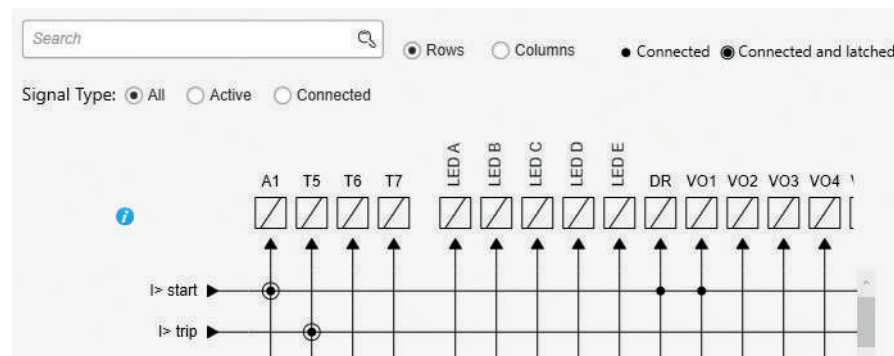 Search
Rows Columns Connected Connected and latched
Signal Type: All Active Connected
A1 T5 T6 T7 LED A LED B LED C LED D LED E DR VO1 VO2 VO3 VO4
I> start
I> trip